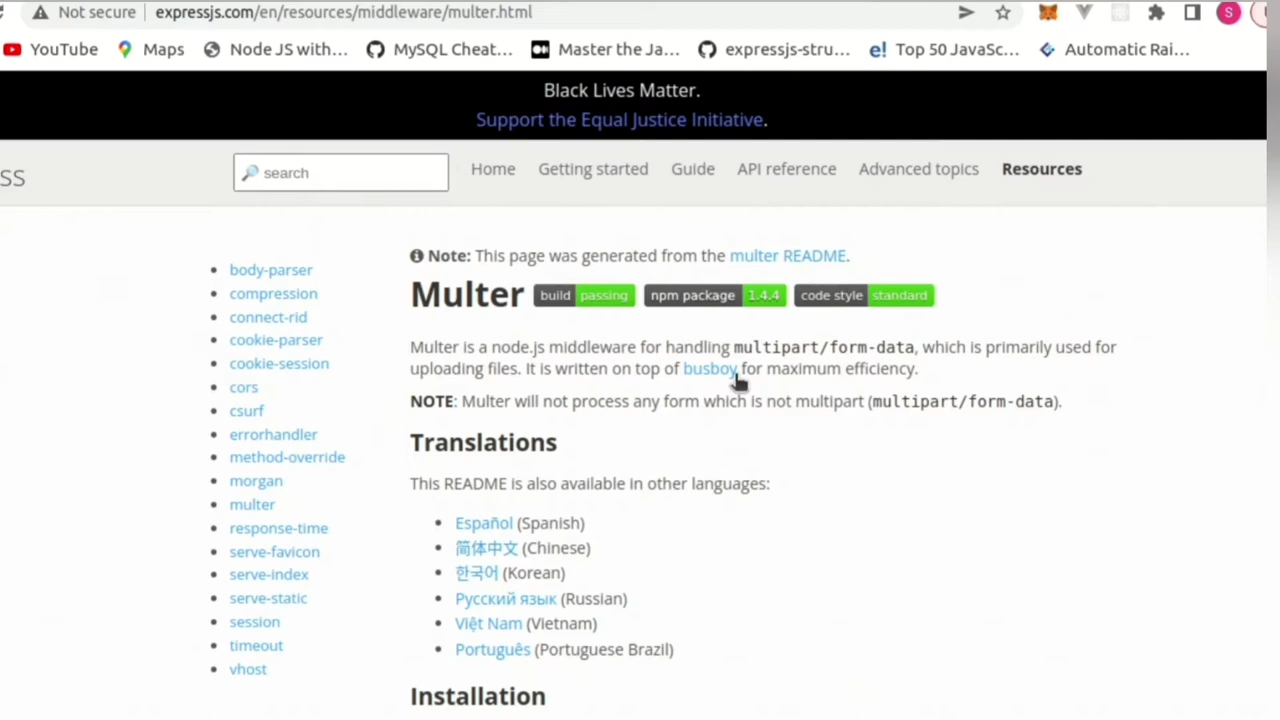 Not secure
expressjs.com/en/resources/middleware/multer.html
S
YouTube
Maps
Node JS with...
MySQL Cheat...
Master the Ja...
expressjs-stru...
e! Top 50 JavaSc...
Automatic Rai...
Black Lives Matter.
Support the Equal Justice Initiative.
ss
search
Home
Getting started
Guide
API reference
Advanced topics
Resources
body-parser
compression
connect-rid
cookie-parser
cookie-session
cors
csurf
errorhandler
method-override
morgan
multer
response-time
serve-favicon
serve-index
serve-static
session
timeout
vhost
Note: This page was generated from the multer README.
Multer build passing npm package 1.4.4 code style standard
Multer is a node.js middleware for handling multipart/form-data, which is primarily used for
uploading files. It is written on top of busboy for maximum efficiency.
NOTE: Multer will not process any form which is not multipart (multipart/form-data).
Translations
This README is also available in other languages:
Español (Spanish)
简体中文 (Chinese)
한국어 (Korean)
Русский язык (Russian)
Việt Nam (Vietnam)
Português (Portuguese Brazil)
Installation